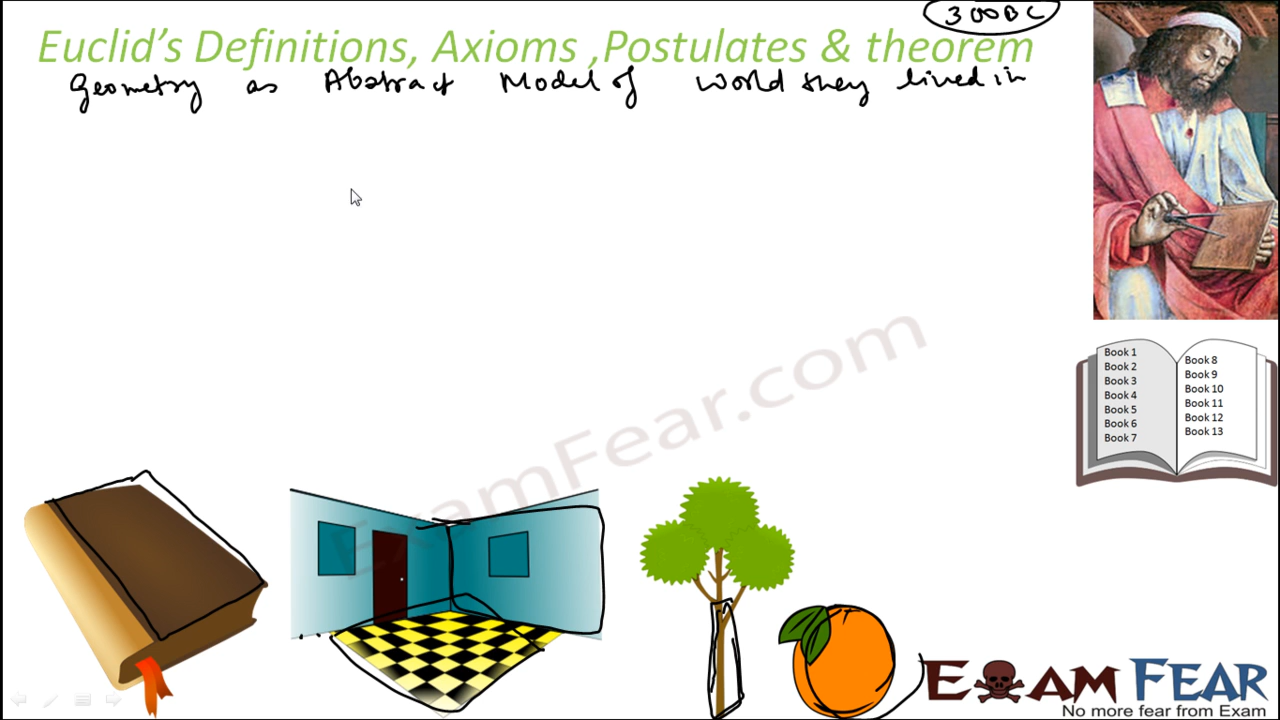 300BC
Euclid's Definitions, Axioms ,Postulates & theorem
Geometry as Abstract Model of world they lived in
Book 1
Book 2
Book 3
Book 4
Book 5
Book 6
Book 7
Book 8
Book 9
Book 10
Book 11
Book 12
Book 13
ExamFear.com
EXAM FEAR
No more fear from Exam